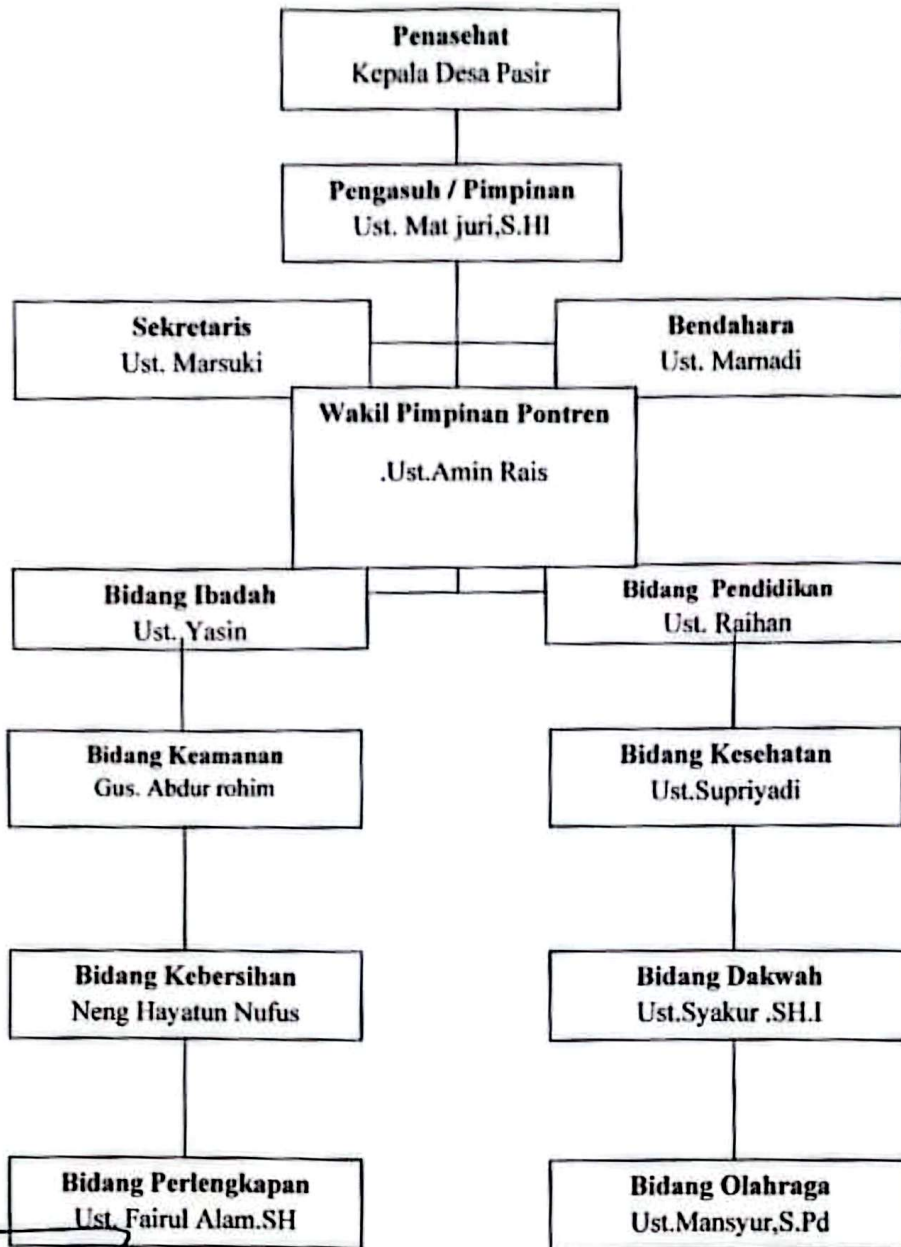 Penasehat
Kepala Desa Pasir
Pengasuh / Pimpinan
Ust. Mat juri,S.HI
Sekretaris
Ust. Marsuki
Bendahara
Ust. Marnadi
Wakil Pimpinan Pontren
.Ust.Amin Rais
Bidang Ibadah
Ust. Yasin
Bidang Pendidikan
Ust. Raihan
Bidang Keamanan
Gus. Abdur rohim
Bidang Kesehatan
Ust.Supriyadi
Bidang Kebersihan
Neng Hayatun Nufus
Bidang Dakwah
Ust.Syakur .SH.I
Bidang Perlengkapan
Ust. Fairul Alam.SH
Bidang Olahraga
Ust.Mansyur,S.Pd